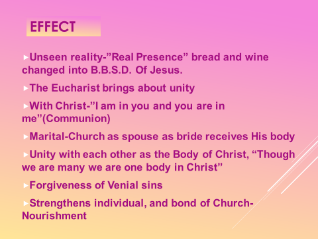 EFFECT
Unseen reality-"Real Presence” bread and wine
changed into B.B.S.D. Of Jesus.
The Eucharist brings about unity
With Christ-”I am in you and you are in
me”(Communion)
Marital-Church as spouse as bride receives His body
Unity with each other as the Body of Christ, “Though
we are many we are one body in Christ”
Forgiveness of Venial sins
Strengthens individual, and bond of Church-
Nourishment